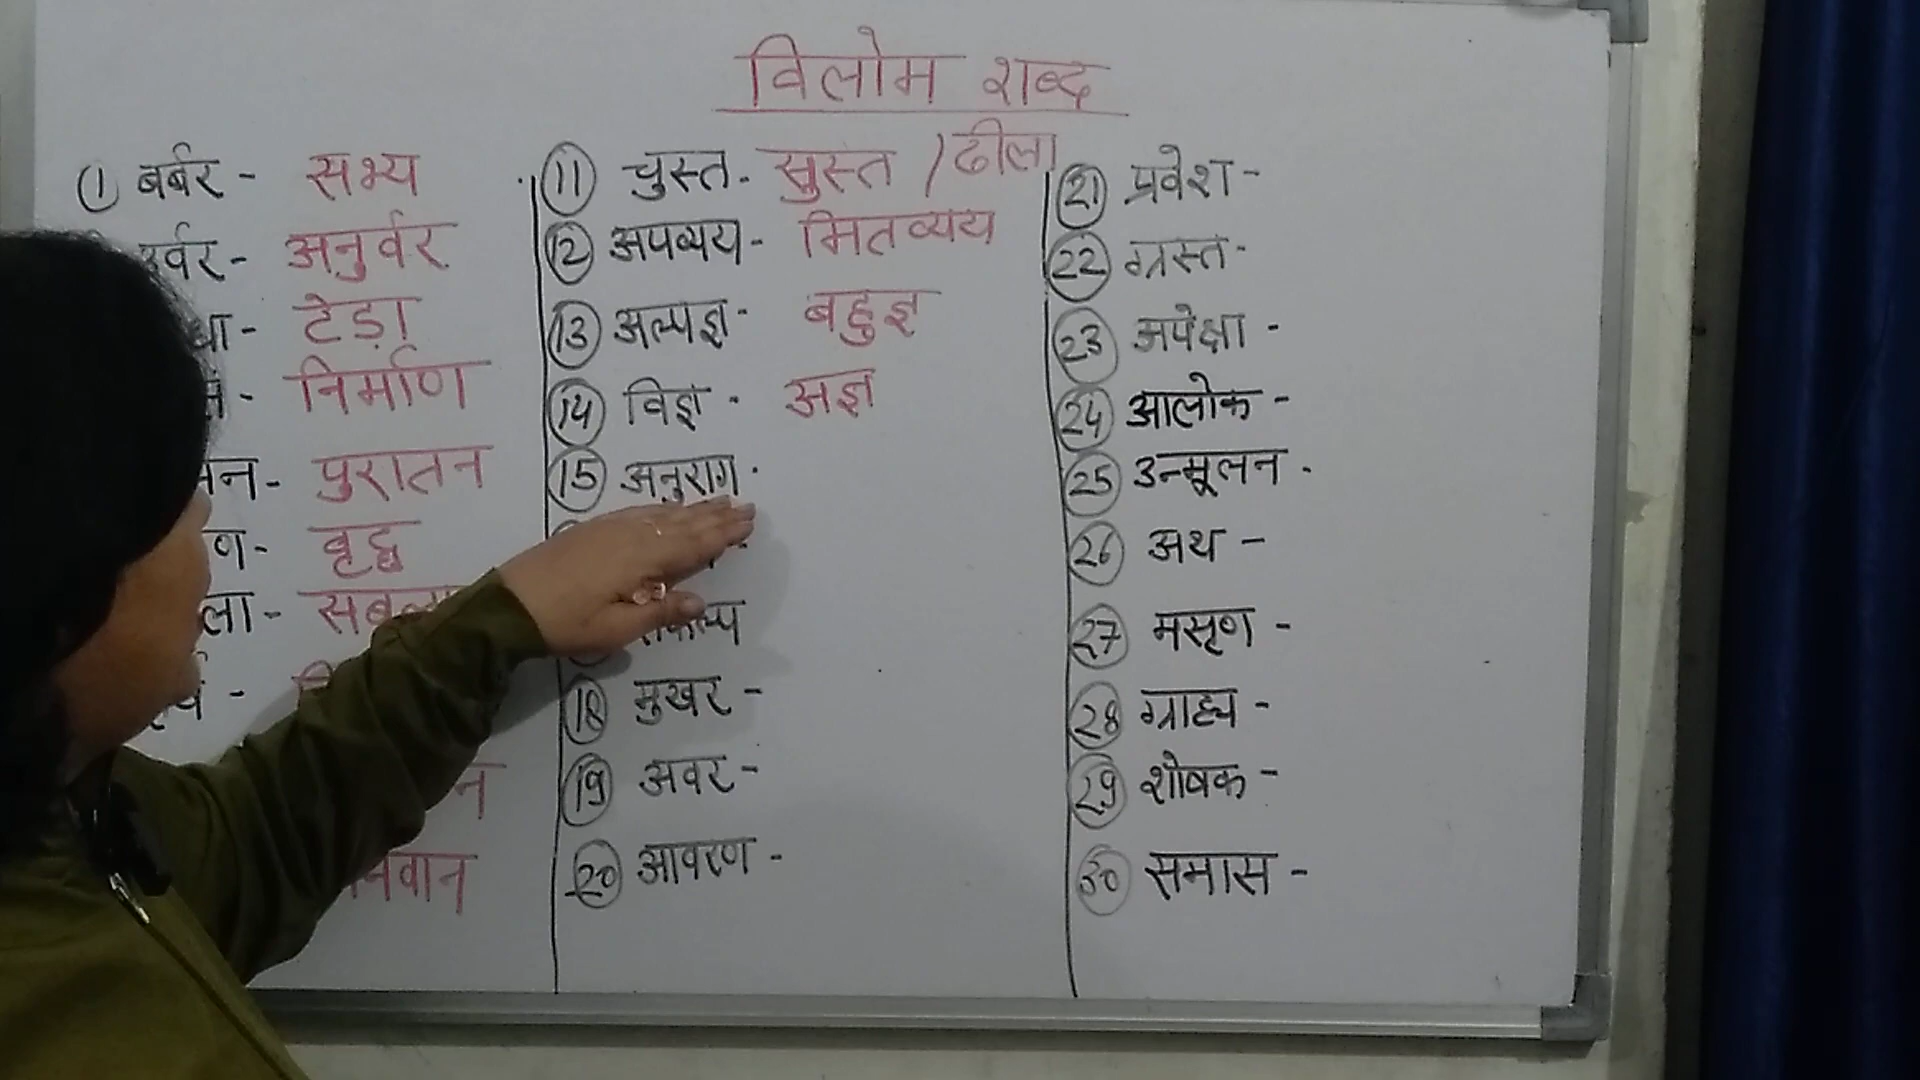 विलोम शब्द
① बर्बर - सभ्य
अनुर्वर
टेड़ा
निर्माण
पुरातन
बृद्ध
⑪ चुस्त - सुस्त / ढीला
⑫ अपव्यय - मितव्यय
⑬ अल्पज्ञ - बहुज्ञ
⑭ विज्ञ - अज्ञ
⑮ अनुराग -
⑱ मुखर -
⑲ अवर -
⑳ आवरण -
㉑ प्रवेश -
㉒ ग्रस्त -
㉓ अपेक्षा -
㉔ आलोक -
㉕ उन्मूलन -
㉖ अथ -
㉗ मसृण -
㉘ ग्राह्य -
㉙ शोषक -
㉚ समास -